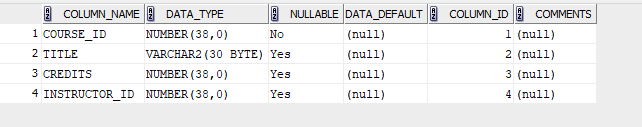 COLUMN_NAME DATA_TYPE NULLABLE DATA_DEFAULT COLUMN_ID COMMENTS
1 COURSE_ID NUMBER(38,0) No (null) 1 (null)
2 TITLE VARCHAR2(30 BYTE) Yes (null) 2 (null)
3 CREDITS NUMBER(38,0) Yes (null) 3 (null)
4 INSTRUCTOR_ID NUMBER(38,0) Yes (null) 4 (null)